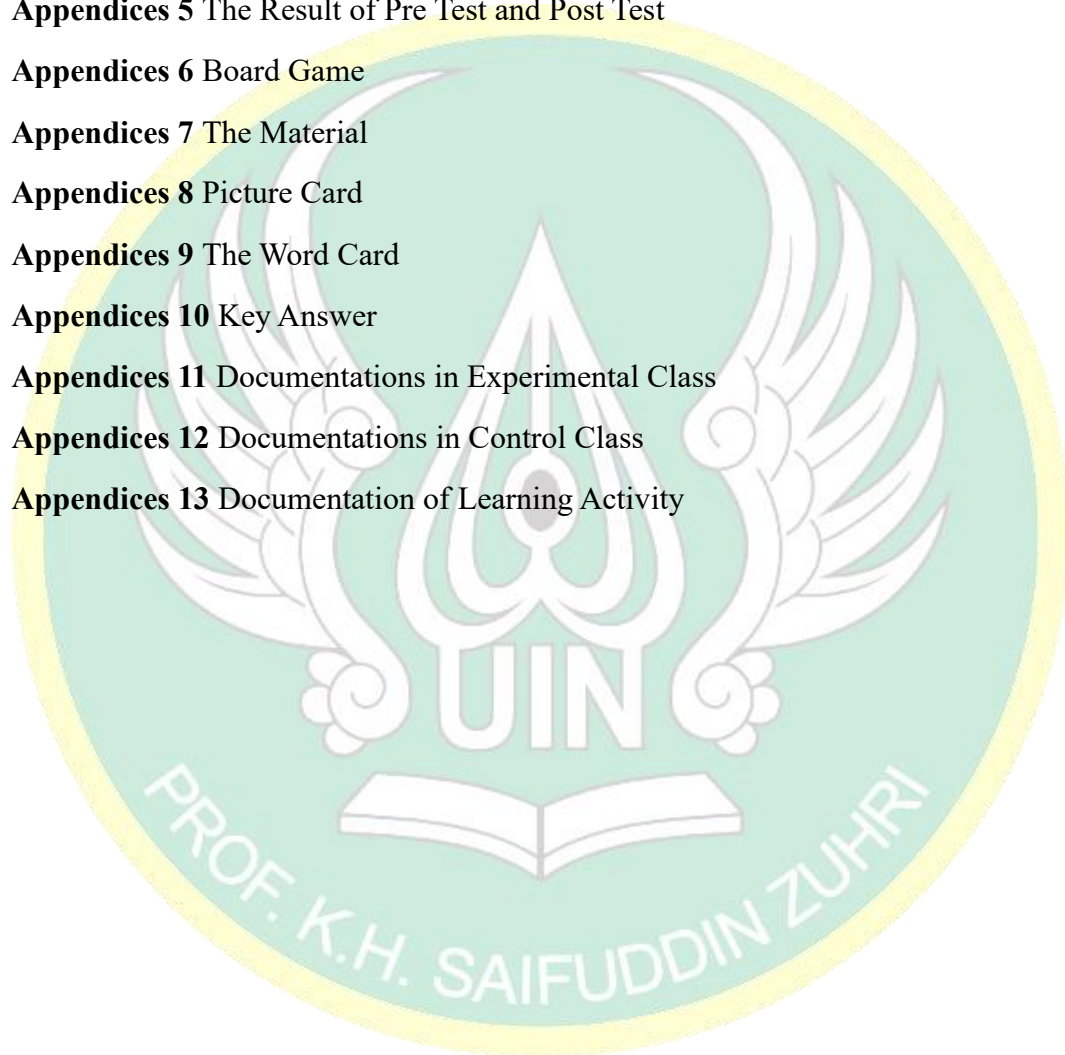 Appendices 5 The Result of Pre Test and Post Test
Appendices 6 Board Game
Appendices 7 The Material
Appendices 8 Picture Card
Appendices 9 The Word Card
Appendices 10 Key Answer
Appendices 11 Documentations in Experimental Class
Appendices 12 Documentations in Control Class
Appendices 13 Documentation of Learning Activity
UIN
PROF. K.H. SAIFUDDIN ZUHRI